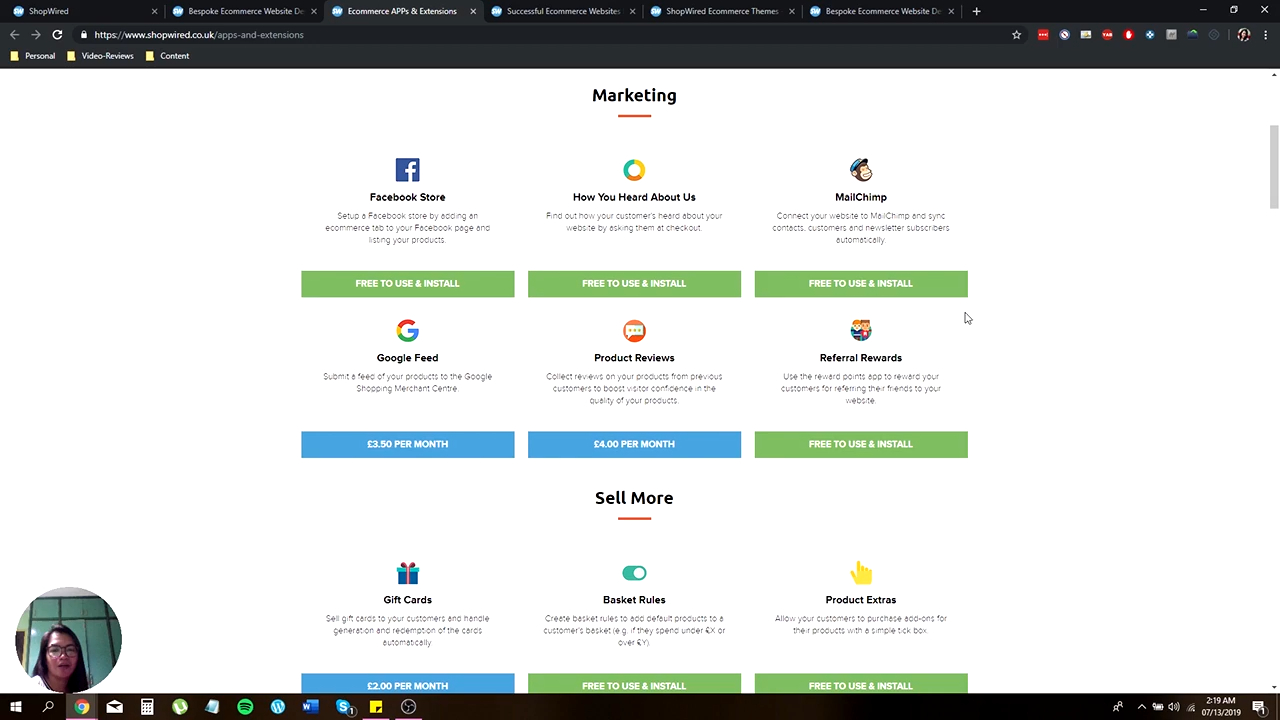 ShopWired
Bespoke Ecommerce Website De
Ecommerce APPs & Extensions
Successful Ecommerce Websites
ShopWired Ecommerce Themes
Bespoke Ecommerce Website De
https://www.shopwired.co.uk/apps-and-extensions
Personal
Video-Reviews
Content
Marketing
Facebook Store
Setup a Facebook store by adding an
ecommerce tab to your Facebook page and
listing your products.
FREE TO USE & INSTALL
How You Heard About Us
Find out how your customer's heard about your
website by asking them at checkout.
FREE TO USE & INSTALL
MailChimp
Connect your website to MailChimp and sync
contacts, customers and newsletter subscribers
automatically.
FREE TO USE & INSTALL
Google Feed
Submit a feed of your products to the Google
Shopping Merchant Centre.
£3.50 PER MONTH
Product Reviews
Collect reviews on your products from previous
customers to boost visitor confidence in the
quality of your products.
£4.00 PER MONTH
Referral Rewards
Use the reward points app to reward your
customers for referring their friends to your
website.
FREE TO USE & INSTALL
Sell More
Gift Cards
Sell gift cards to your customers and handle
generation and redemption of the cards
automatically
£2.00 PER MONTH
Basket Rules
Create basket rules to add default products to a
customer's basket (e.g. if they spend under £X or
over £Y).
FREE TO USE & INSTALL
Product Extras
Allow your customers to purchase add-ons for
their products with a simple tick box.
FREE TO USE & INSTALL
2:19 AM
07/13/2019